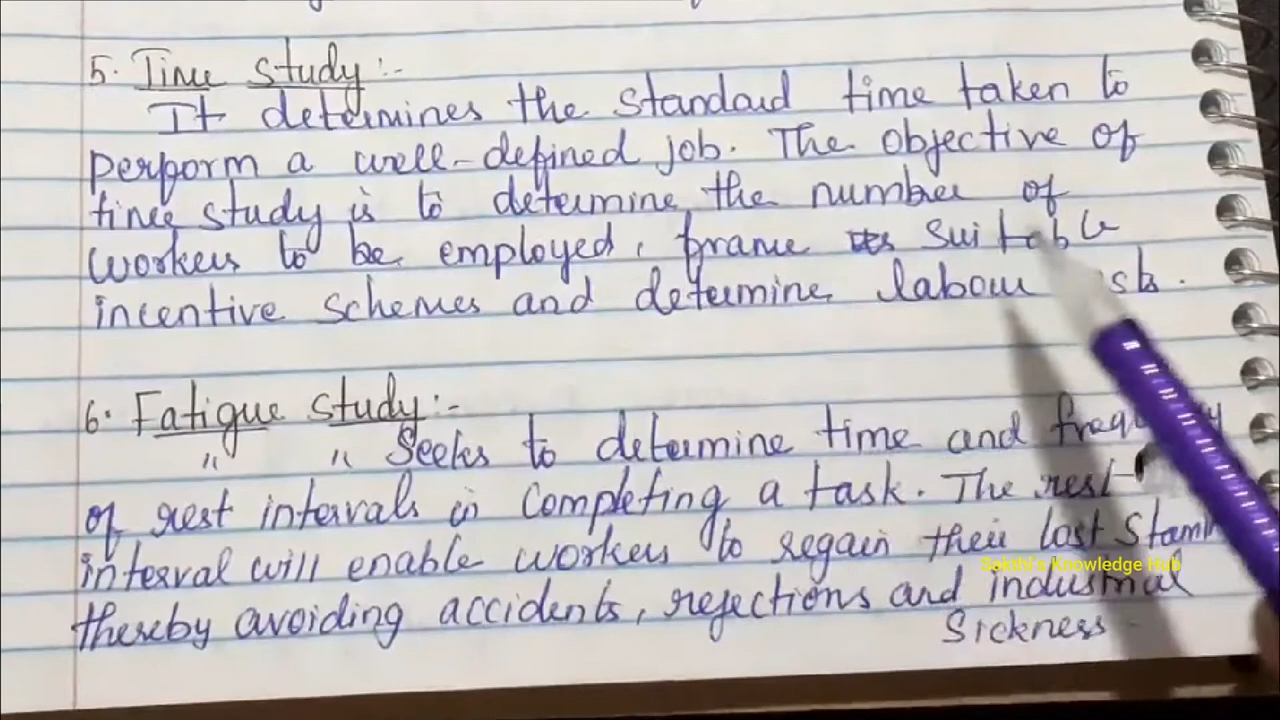 5. Time study :-
It determines the standard time taken to
perform a well-defined job. The objective of
time study is to determine the number of
workers to be employed, frame suitable
incentive schemes and determine labour
6. Fatigue study :-
" " Seeks to determine time and
of rest intervals in completing a task. The rest
interval will enable workers to regain their lost
Sakthi's Knowledge Hub
thereby avoiding accidents, rejections and industrial
Sickness.